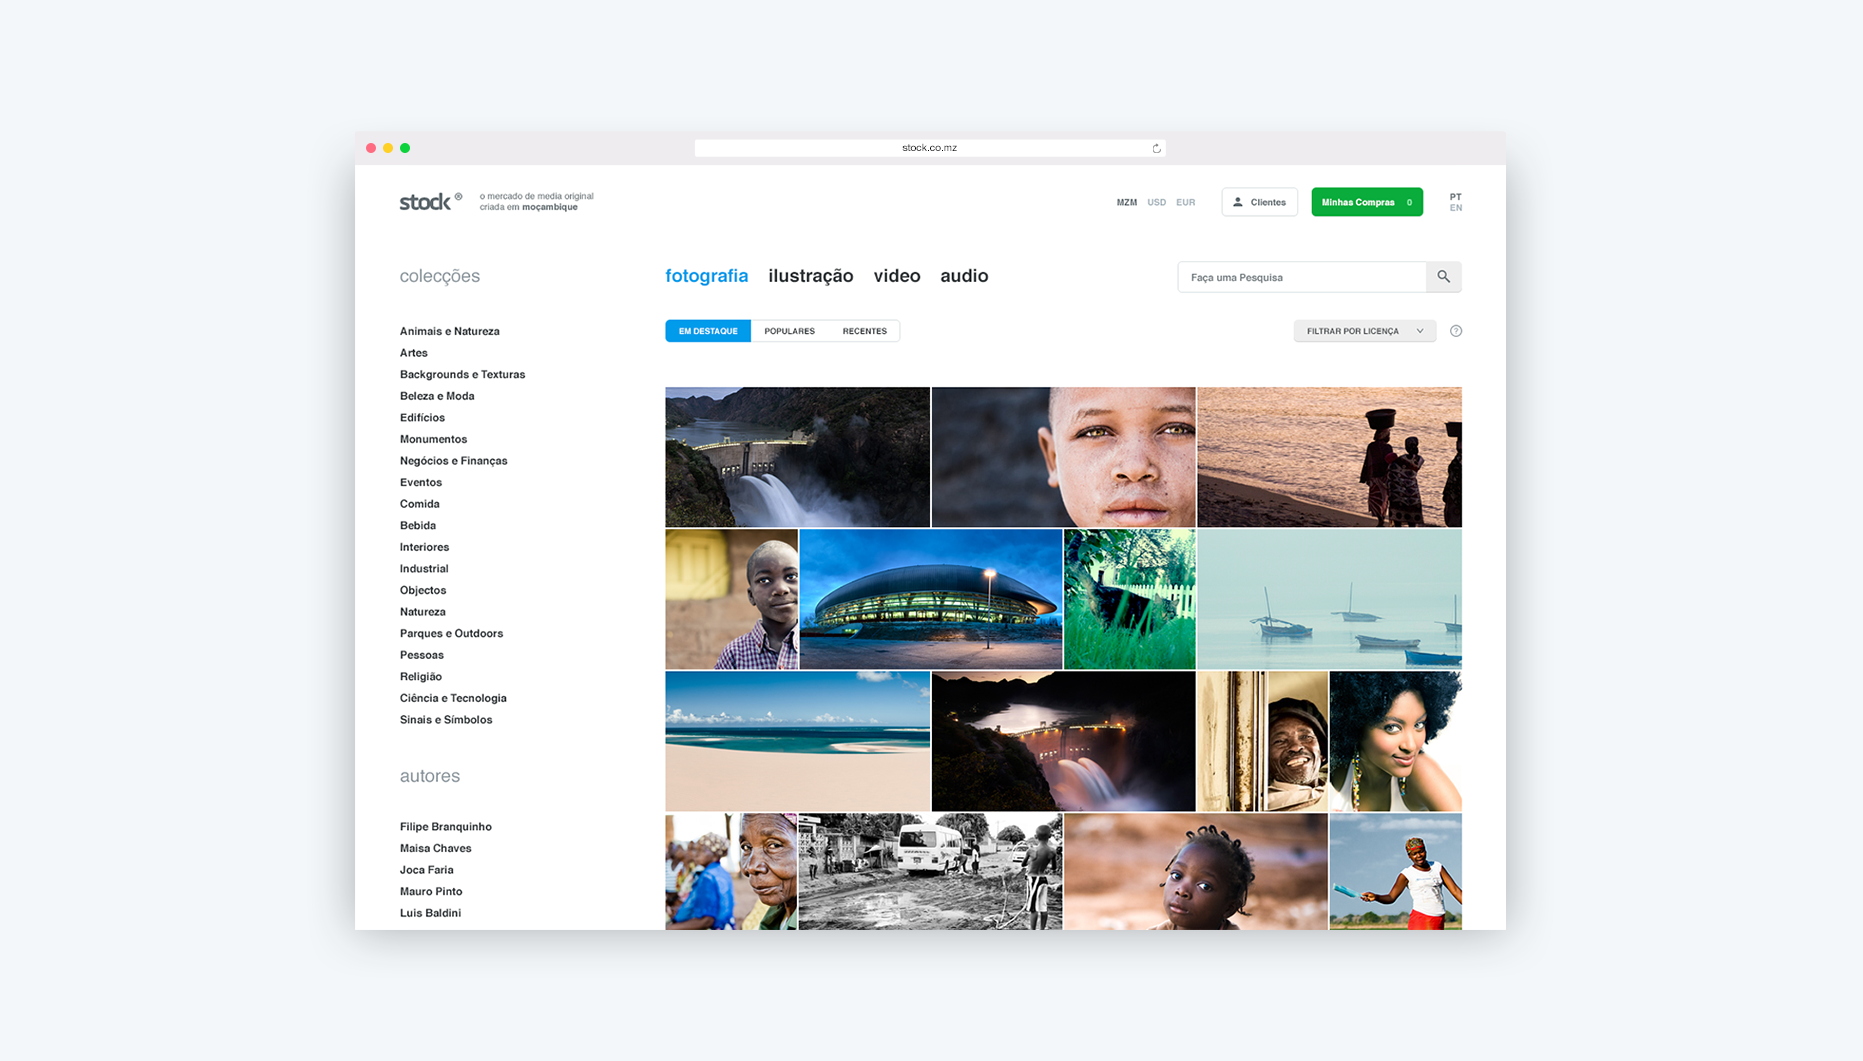 stock.co.mz
stock ®
o mercado de media original
criada em moçambique
MZM USD EUR
Clientes
Minhas Compras 0
PT
EN
colecções
fotografia ilustração video audio
Faça uma Pesquisa
EM DESTAQUE POPULARES RECENTES
FILTRAR POR LICENÇA
?
Animais e Natureza
Artes
Backgrounds e Texturas
Beleza e Moda
Edifícios
Monumentos
Negócios e Finanças
Eventos
Comida
Bebida
Interiores
Industrial
Objectos
Natureza
Parques e Outdoors
Pessoas
Religião
Ciência e Tecnologia
Sinais e Símbolos
autores
Filipe Branquinho
Maisa Chaves
Joca Faria
Mauro Pinto
Luis Baldini